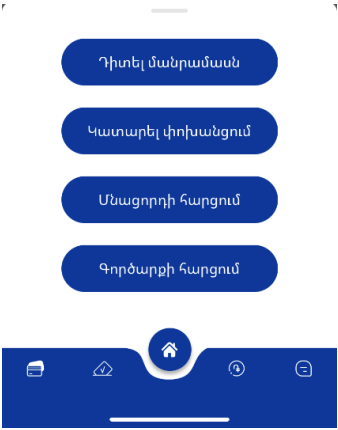 Դիտել մանրամասն
Կատարել փոխանցում
Մնացորդի հարցում
Գործարքի հարցում